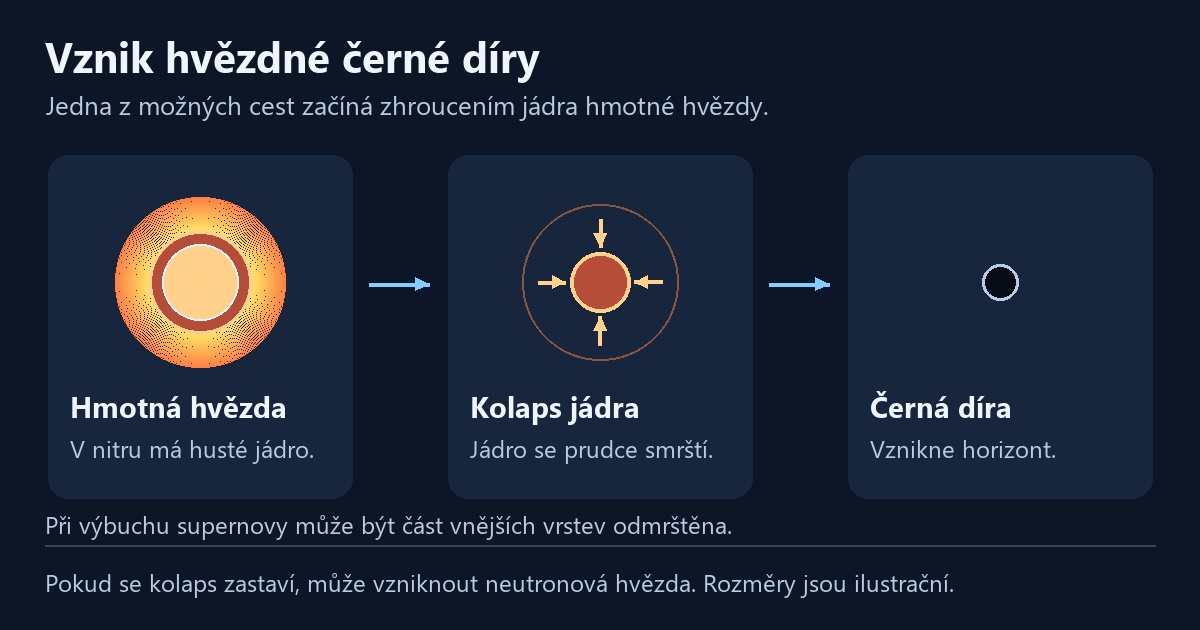 Vznik hvězdné černé díry
Jedna z možných cest začíná zhroucením jádra hmotné hvězdy.
Hmotná hvězda
V nitru má husté jádro.
Kolaps jádra
Jádro se prudce smrští.
Černá díra
Vznikne horizont.
Při výbuchu supernovy může být část vnějších vrstev odmrštěna.
Pokud se kolaps zastaví, může vzniknout neutronová hvězda. Rozměry jsou ilustrační.